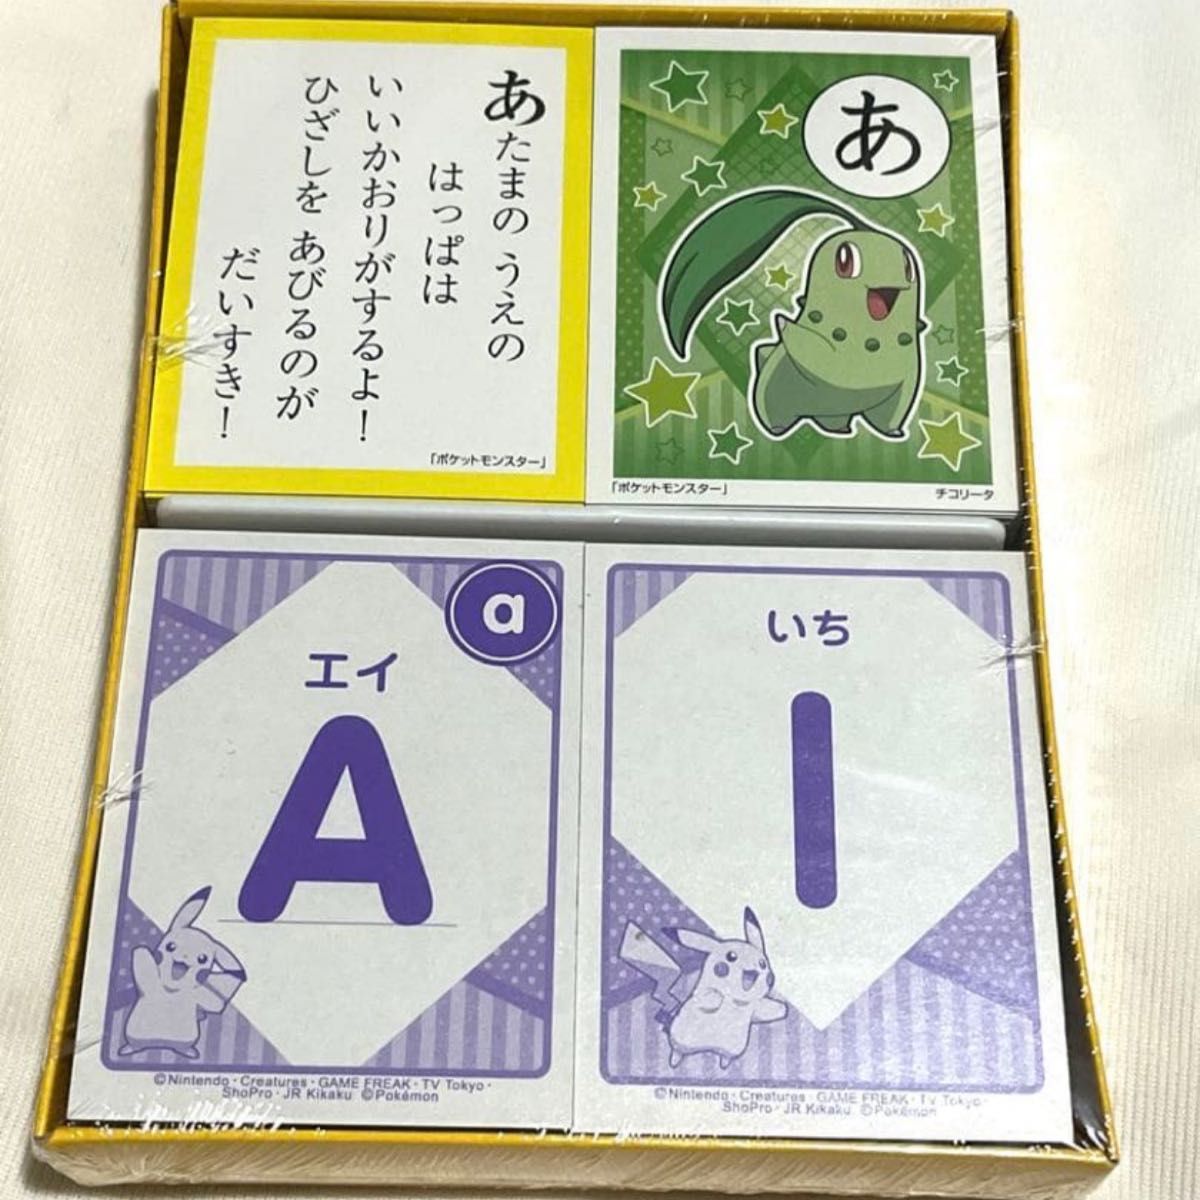 あたまの うえの
はっぱは
いいかおりがするよ!
ひざしを あびるのが
だいすき!
「ポケットモンスター」
あ
「ポケットモンスター」
チコリータ
a
エイ
A
©Nintendo・Creatures・GAME FREAK・TV Tokyo・
ShoPro・JR Kikaku ©Pokémon
いち
1
©Nintendo・Creatures・GAME FREAK・TV Tokyo・
ShoPro・JR Kikaku ©Pokémon